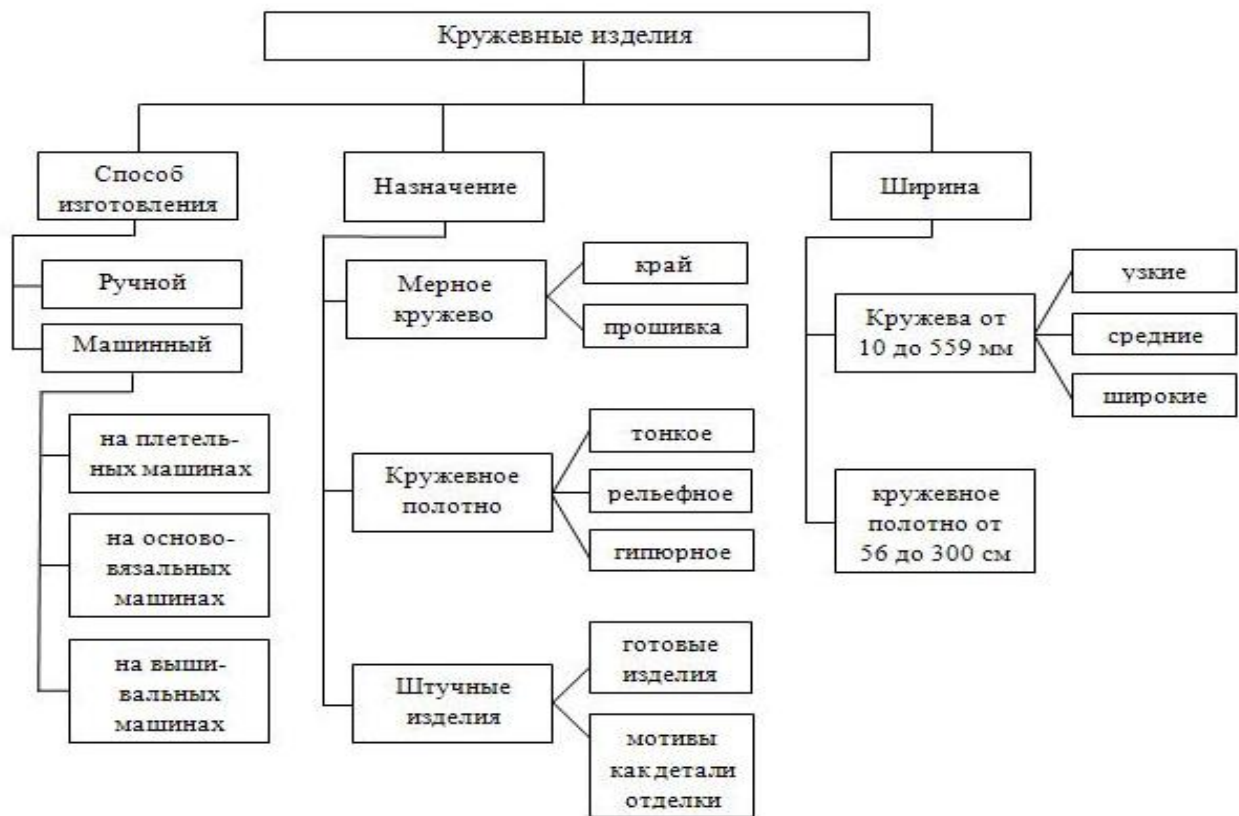 Кружевные изделия
Способ
изготовления
Ручной
Машинный
на плетель-
ных машинах
на осново-
вязальных
машинах
на выши-
вальных
машинах
Назначение
Мерное
кружево
край
прошивка
Кружевное
полотно
тонкое
рельефное
гипюрное
Штучные
изделия
готовые
изделия
мотивы
как детали
отделки
Ширина
Кружева от
10 до 559 мм
узкие
средние
широкие
кружевное
полотно от
56 до 300 см